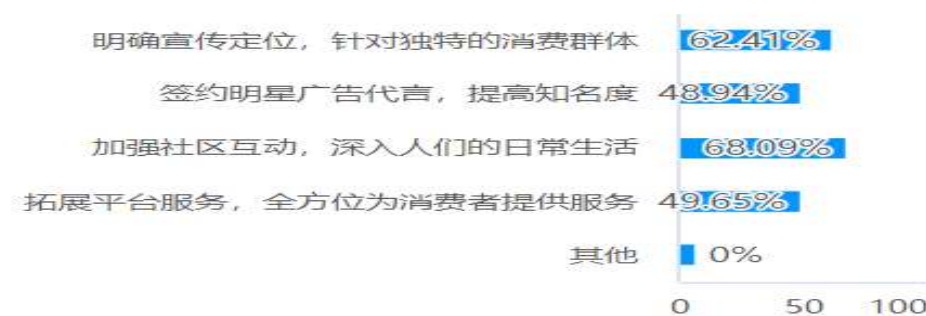 明确宣传定位，针对独特的消费群体 62.41%
签约明星广告代言，提高知名度 48.94%
加强社区互动，深入人们的日常生活 68.09%
拓展平台服务，全方位为消费者提供服务 49.65%
其他 0%
0 50 100